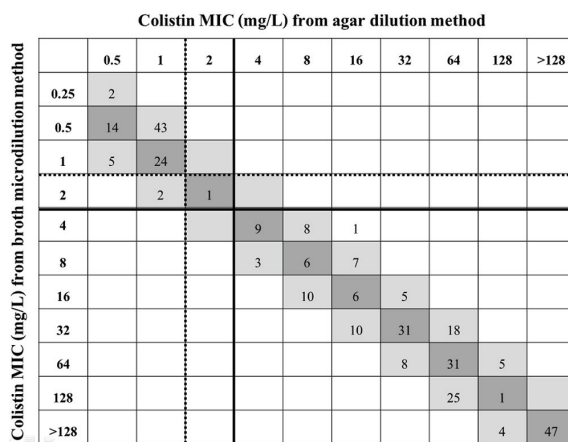 Colistin MIC (mg/L) from agar dilution method
Colistin MIC (mg/L) from broth microdilution method
0.5 1 2 4 8 16 32 64 128 >128
0.25 2
0.5 14 43
1 5 24
2 2 1
4 9 8 1
8 3 6 7
16 10 6 5
32 10 31 18
64 8 31 5
128 25 1
>128 4 47